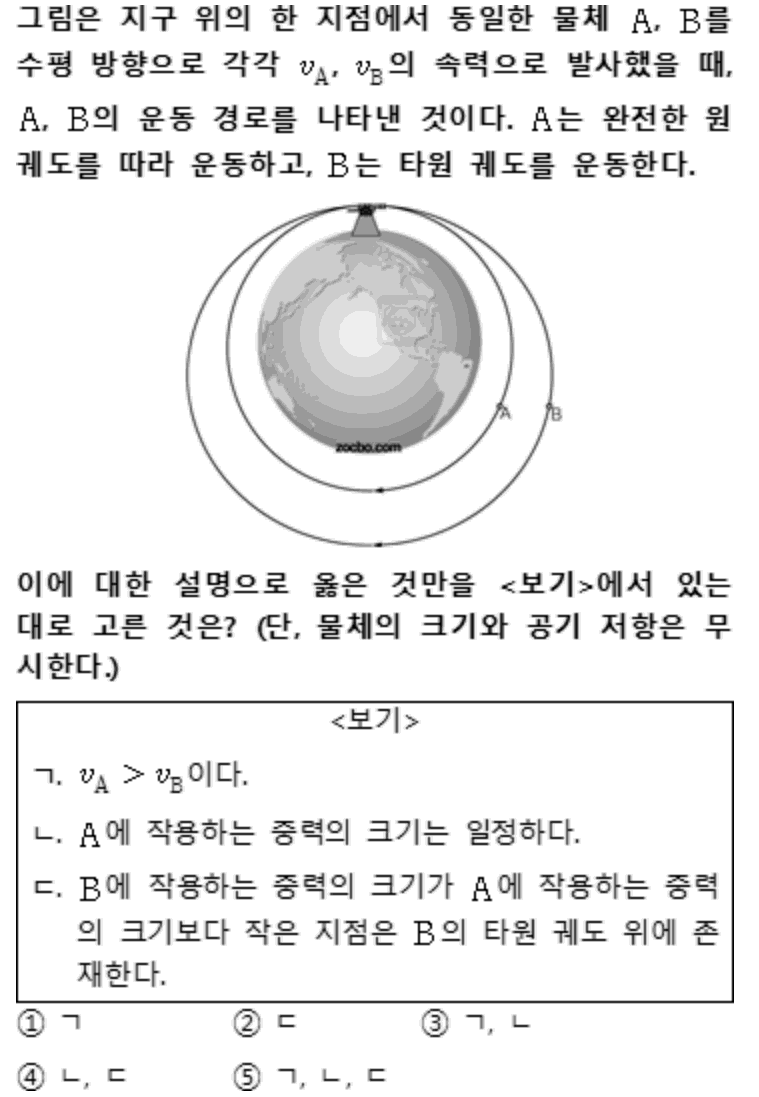 그림은 지구 위의 한 지점에서 동일한 물체 A, B를
수평 방향으로 각각 v_A, v_B의 속력으로 발사했을 때,
A, B의 운동 경로를 나타낸 것이다. A는 완전한 원
궤도를 따라 운동하고, B는 타원 궤도를 운동한다.
A
B
zocbo.com
이에 대한 설명으로 옳은 것만을 <보기>에서 있는
대로 고른 것은? (단, 물체의 크기와 공기 저항은 무
시한다.)
<보기>
ㄱ. v_A > v_B이다.
ㄴ. A에 작용하는 중력의 크기는 일정하다.
ㄷ. B에 작용하는 중력의 크기가 A에 작용하는 중력
의 크기보다 작은 지점은 B의 타원 궤도 위에 존
재한다.
① ㄱ ② ㄷ ③ ㄱ, ㄴ
④ ㄴ, ㄷ ⑤ ㄱ, ㄴ, ㄷ